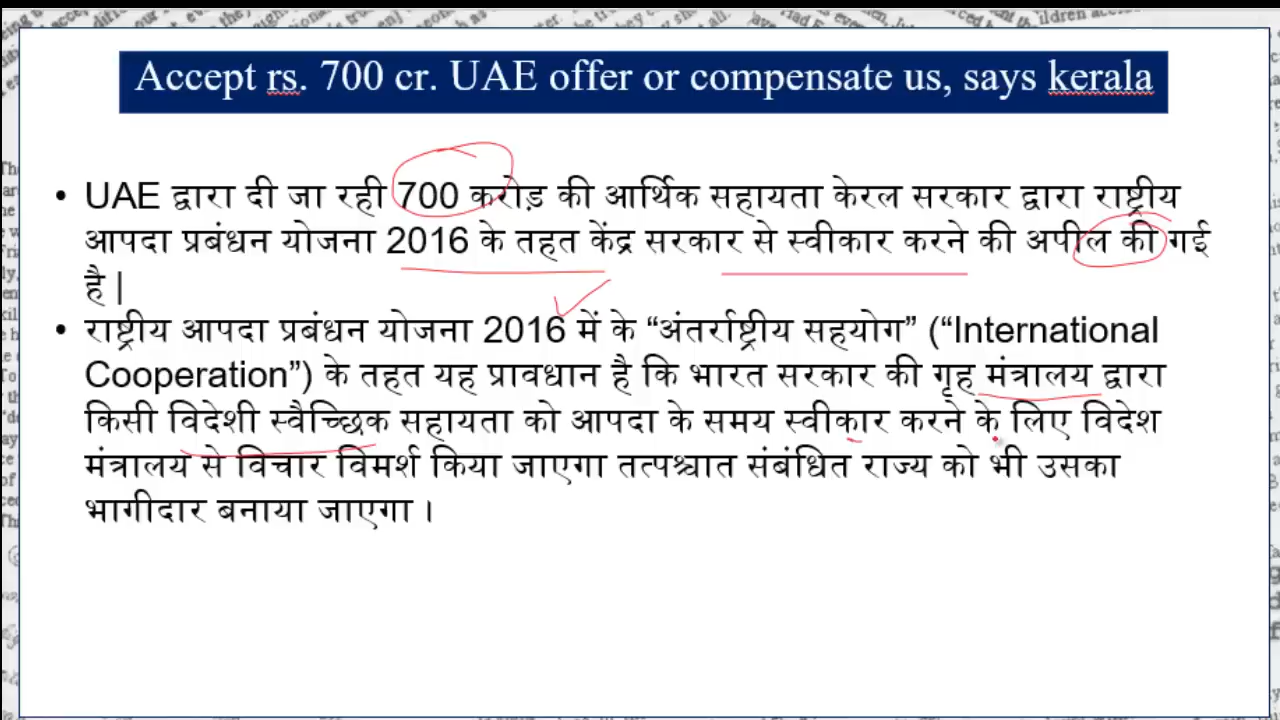 Accept rs. 700 cr. UAE offer or compensate us, says kerala
• UAE द्वारा दी जा रही 700 करोड़ की आर्थिक सहायता केरल सरकार द्वारा राष्ट्रीय
आपदा प्रबंधन योजना 2016 के तहत केंद्र सरकार से स्वीकार करने की अपील की गई
है |
• राष्ट्रीय आपदा प्रबंधन योजना 2016 में के “अंतर्राष्ट्रीय सहयोग” (“International
Cooperation”) के तहत यह प्रावधान है कि भारत सरकार की गृह मंत्रालय द्वारा
किसी विदेशी स्वैच्छिक सहायता को आपदा के समय स्वीकार करने के लिए विदेश
मंत्रालय से विचार विमर्श किया जाएगा तत्पश्चात संबंधित राज्य को भी उसका
भागीदार बनाया जाएगा ।